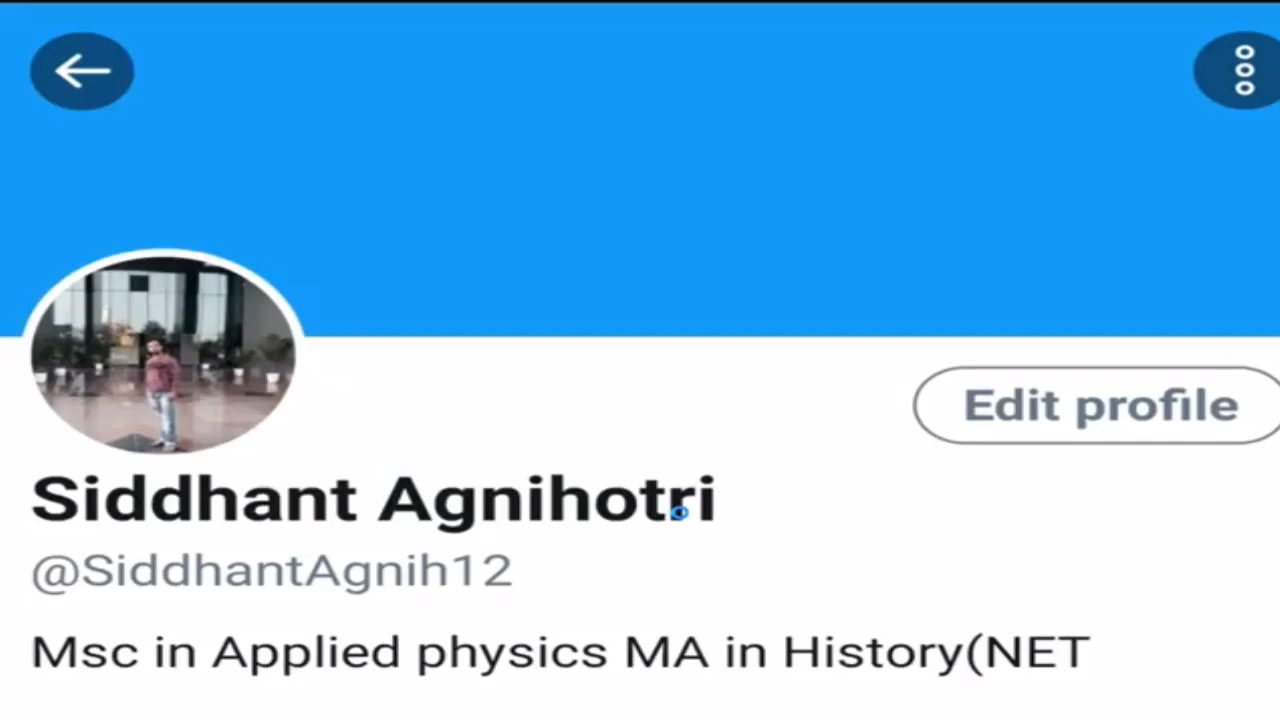 Edit profile
Siddhant Agnihotri
@SiddhantAgnih12
Msc in Applied physics MA in History(NET